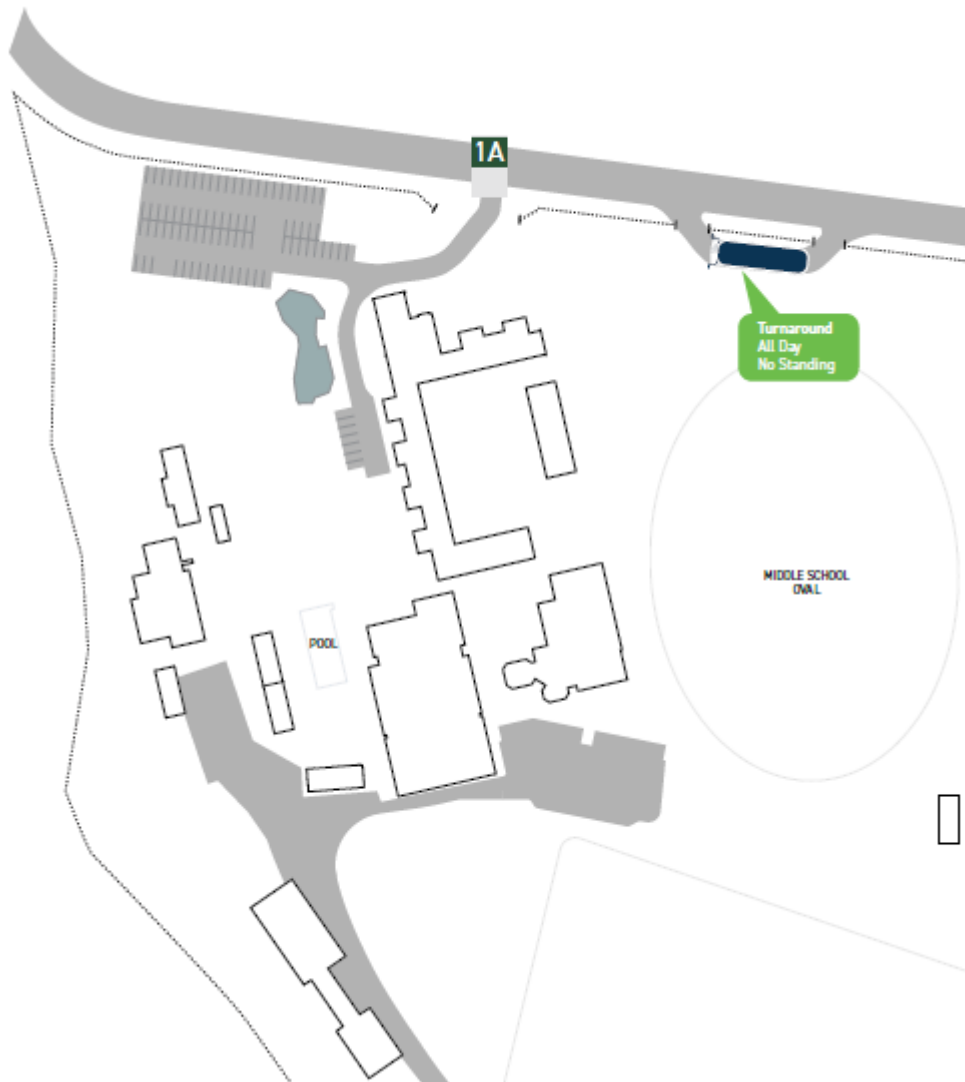 1A
Turnaround
All Day
No Standing
MIDDLE SCHOOL
OVAL
POOL